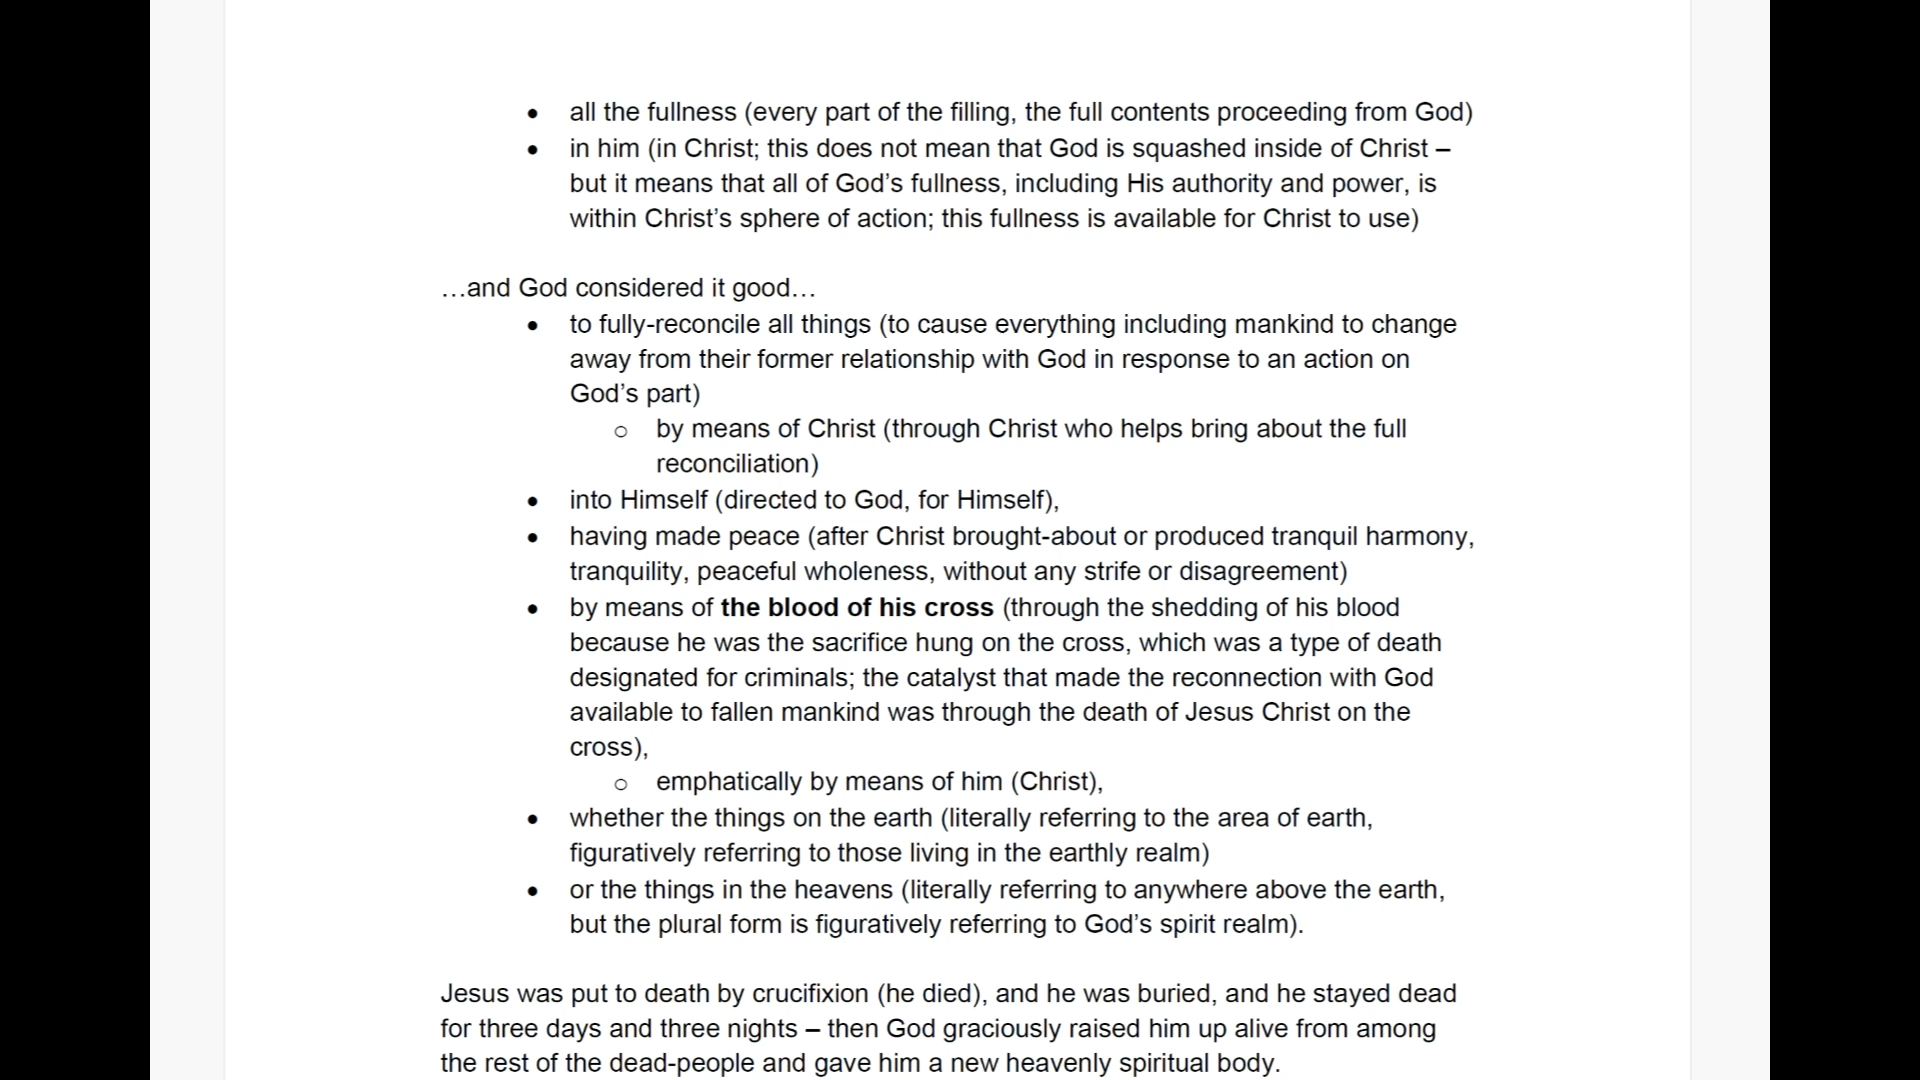 • all the fullness (every part of the filling, the full contents proceeding from God)
• in him (in Christ; this does not mean that God is squashed inside of Christ –
but it means that all of God’s fullness, including His authority and power, is
within Christ’s sphere of action; this fullness is available for Christ to use)
…and God considered it good…
• to fully-reconcile all things (to cause everything including mankind to change
away from their former relationship with God in response to an action on
God’s part)
○ by means of Christ (through Christ who helps bring about the full
reconciliation)
• into Himself (directed to God, for Himself),
• having made peace (after Christ brought-about or produced tranquil harmony,
tranquility, peaceful wholeness, without any strife or disagreement)
• by means of the blood of his cross (through the shedding of his blood
because he was the sacrifice hung on the cross, which was a type of death
designated for criminals; the catalyst that made the reconnection with God
available to fallen mankind was through the death of Jesus Christ on the
cross),
○ emphatically by means of him (Christ),
• whether the things on the earth (literally referring to the area of earth,
figuratively referring to those living in the earthly realm)
• or the things in the heavens (literally referring to anywhere above the earth,
but the plural form is figuratively referring to God’s spirit realm).
Jesus was put to death by crucifixion (he died), and he was buried, and he stayed dead
for three days and three nights – then God graciously raised him up alive from among
the rest of the dead-people and gave him a new heavenly spiritual body.